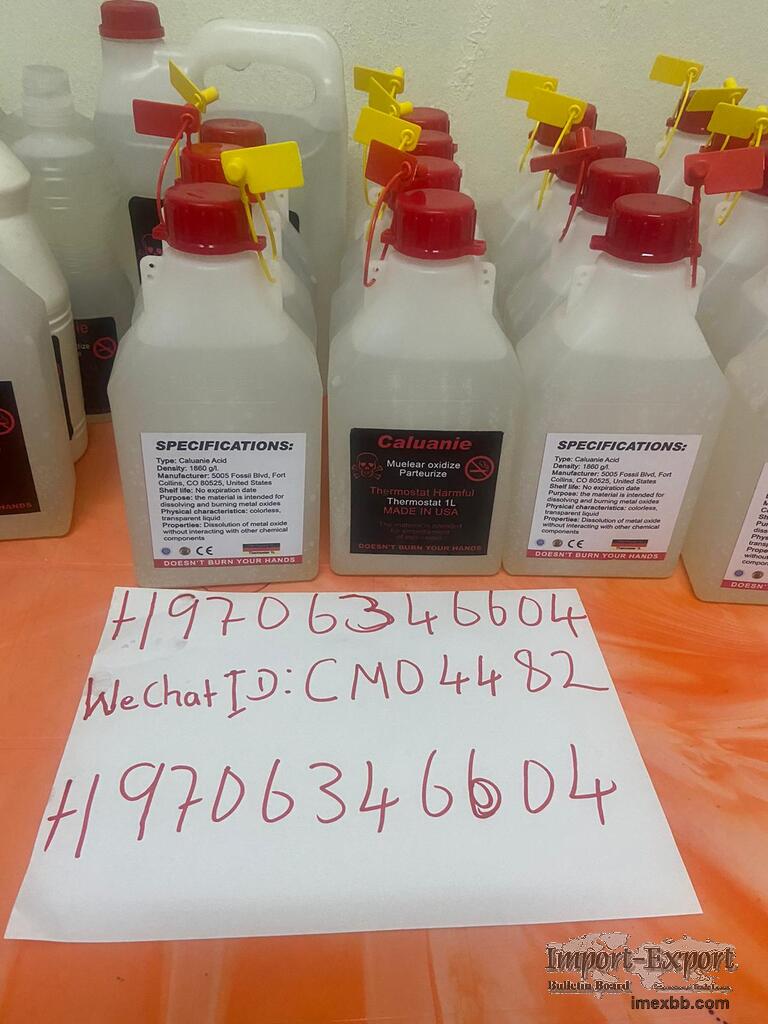 SPECIFICATIONS:
Type: Caluanie Acid
Density: 1860 g/l.
Manufacturer: 5005 Fossil Blvd, Fort
Collins, CO 80525, United States
Shelf life: No expiration date
Purpose: the material is intended for
dissolving and burning metal oxides
Physical characteristics: colorless,
transparent liquid
Properties: Dissolution of metal oxide
without interacting with other chemical
components
CE
DOESN'T BURN YOUR HANDS
Caluanie
Muelear oxidize
Parteurize
Thermostat Harmful
Thermostat 1L
MADE IN USA
DOESN'T BURN YOUR HANDS
SPECIFICATIONS:
Type: Caluanie Acid
Density: 1860 g/l.
Manufacturer: 5005 Fossil Blvd, Fort
Collins, CO 80525, United States
Shelf life: No expiration date
Purpose: the material is intended for
dissolving and burning metal oxides
Physical characteristics: colorless,
transparent liquid
Properties: Dissolution of metal oxide
without interacting with other chemical
components
CE
DOESN'T BURN YOUR HANDS
+19706346604
WeChat ID: CMO4482
+19706346604
Import-Export
Bulletin Board
imexbb.com